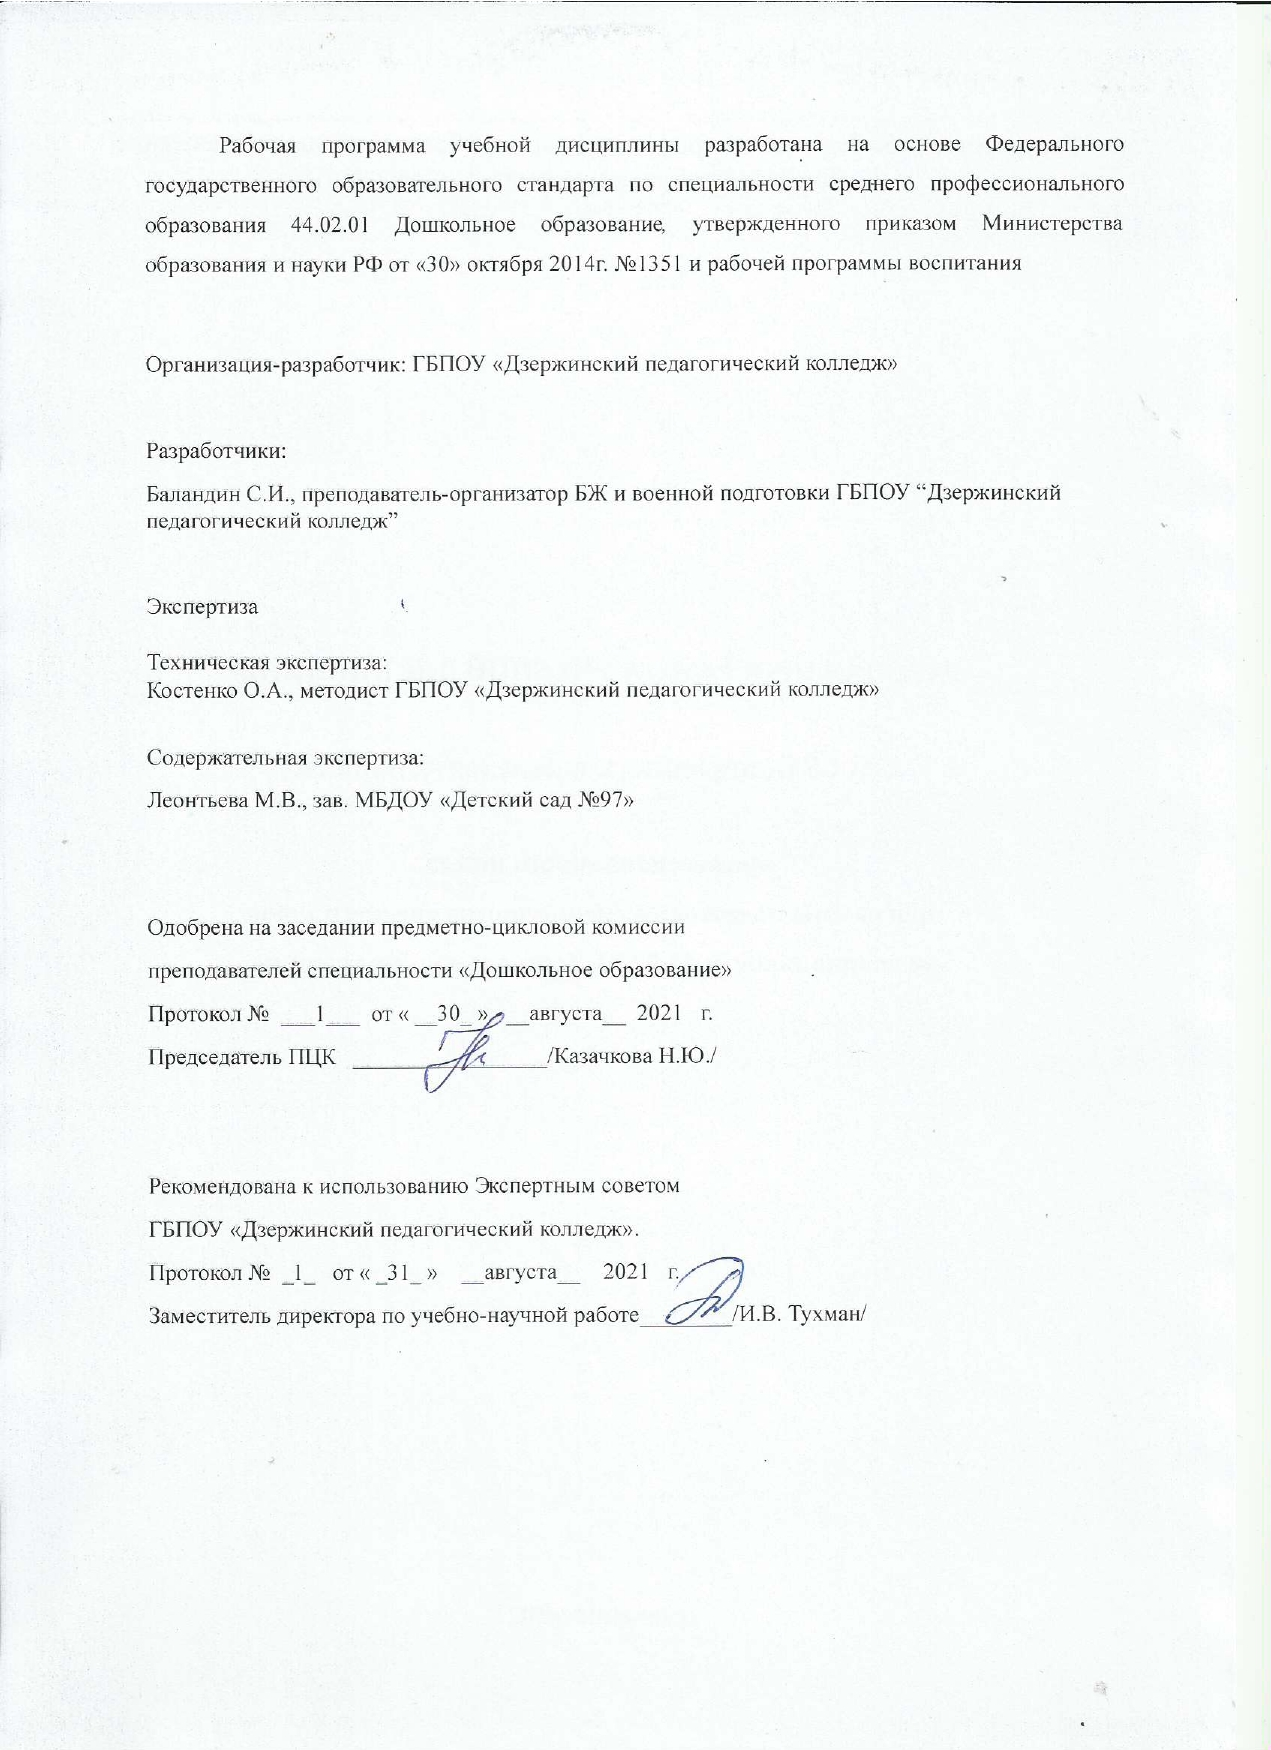 Рабочая программа учебной дисциплины разработана на основе Федерального
государственного образовательного стандарта по специальности среднего профессионального
образования 44.02.01 Дошкольное образование, утвержденного приказом Министерства
образования и науки РФ от «30» октября 2014г. №1351 и рабочей программы воспитания
Организация-разработчик: ГБПОУ «Дзержинский педагогический колледж»
Разработчики:
Баландин С.И., преподаватель-организатор БЖ и военной подготовки ГБПОУ “Дзержинский
педагогический колледж”
Экспертиза
Техническая экспертиза:
Костенко О.А., методист ГБПОУ «Дзержинский педагогический колледж»
Содержательная экспертиза:
Леонтьева М.В., зав. МБДОУ «Детский сад №97»
Одобрена на заседании предметно-цикловой комиссии
преподавателей специальности «Дошкольное образование»
Протокол № ___1___ от « __30_ » __августа__ 2021 г.
Председатель ПЦК _________________/Казачкова Н.Ю./
Рекомендована к использованию Экспертным советом
ГБПОУ «Дзержинский педагогический колледж».
Протокол № _1_ от « _31_ » __августа__ 2021 г.
Заместитель директора по учебно-научной работе________/И.В. Тухман/